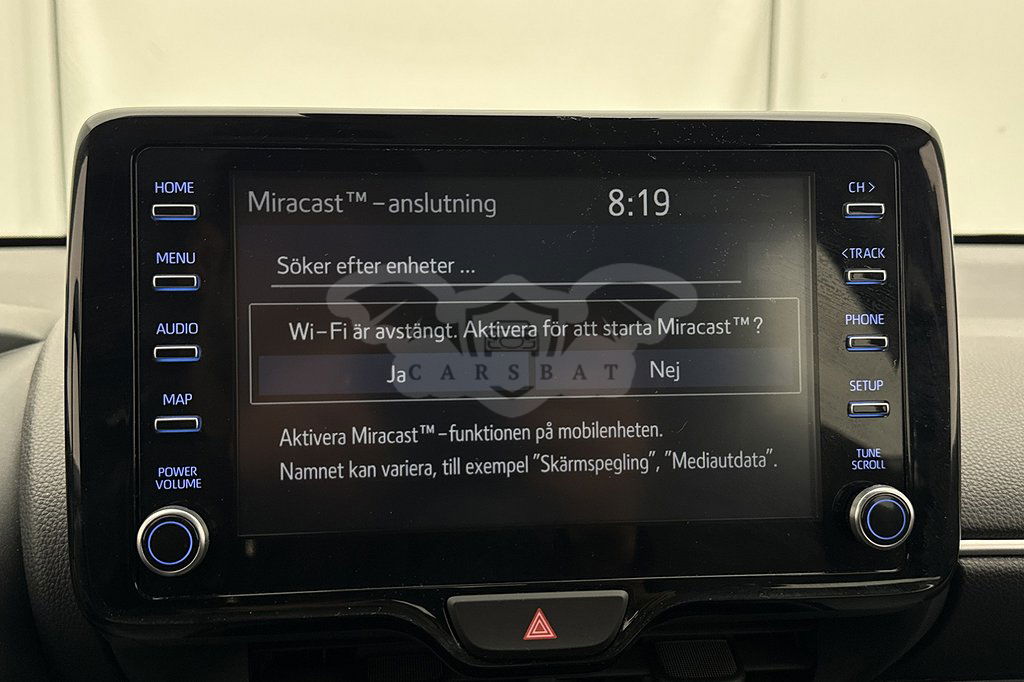 HOME
MENU
AUDIO
MAP
POWER
VOLUME
Miracast™-anslutning 8:19
Söker efter enheter ...
Wi-Fi är avstängt. Aktivera för att starta Miracast™?
Ja Nej
CARSBAT
Aktivera Miracast™-funktionen på mobilenheten.
Namnet kan variera, till exempel "Skärmspegling", "Mediautdata".
CH >
< TRACK
PHONE
SETUP
TUNE
SCROLL